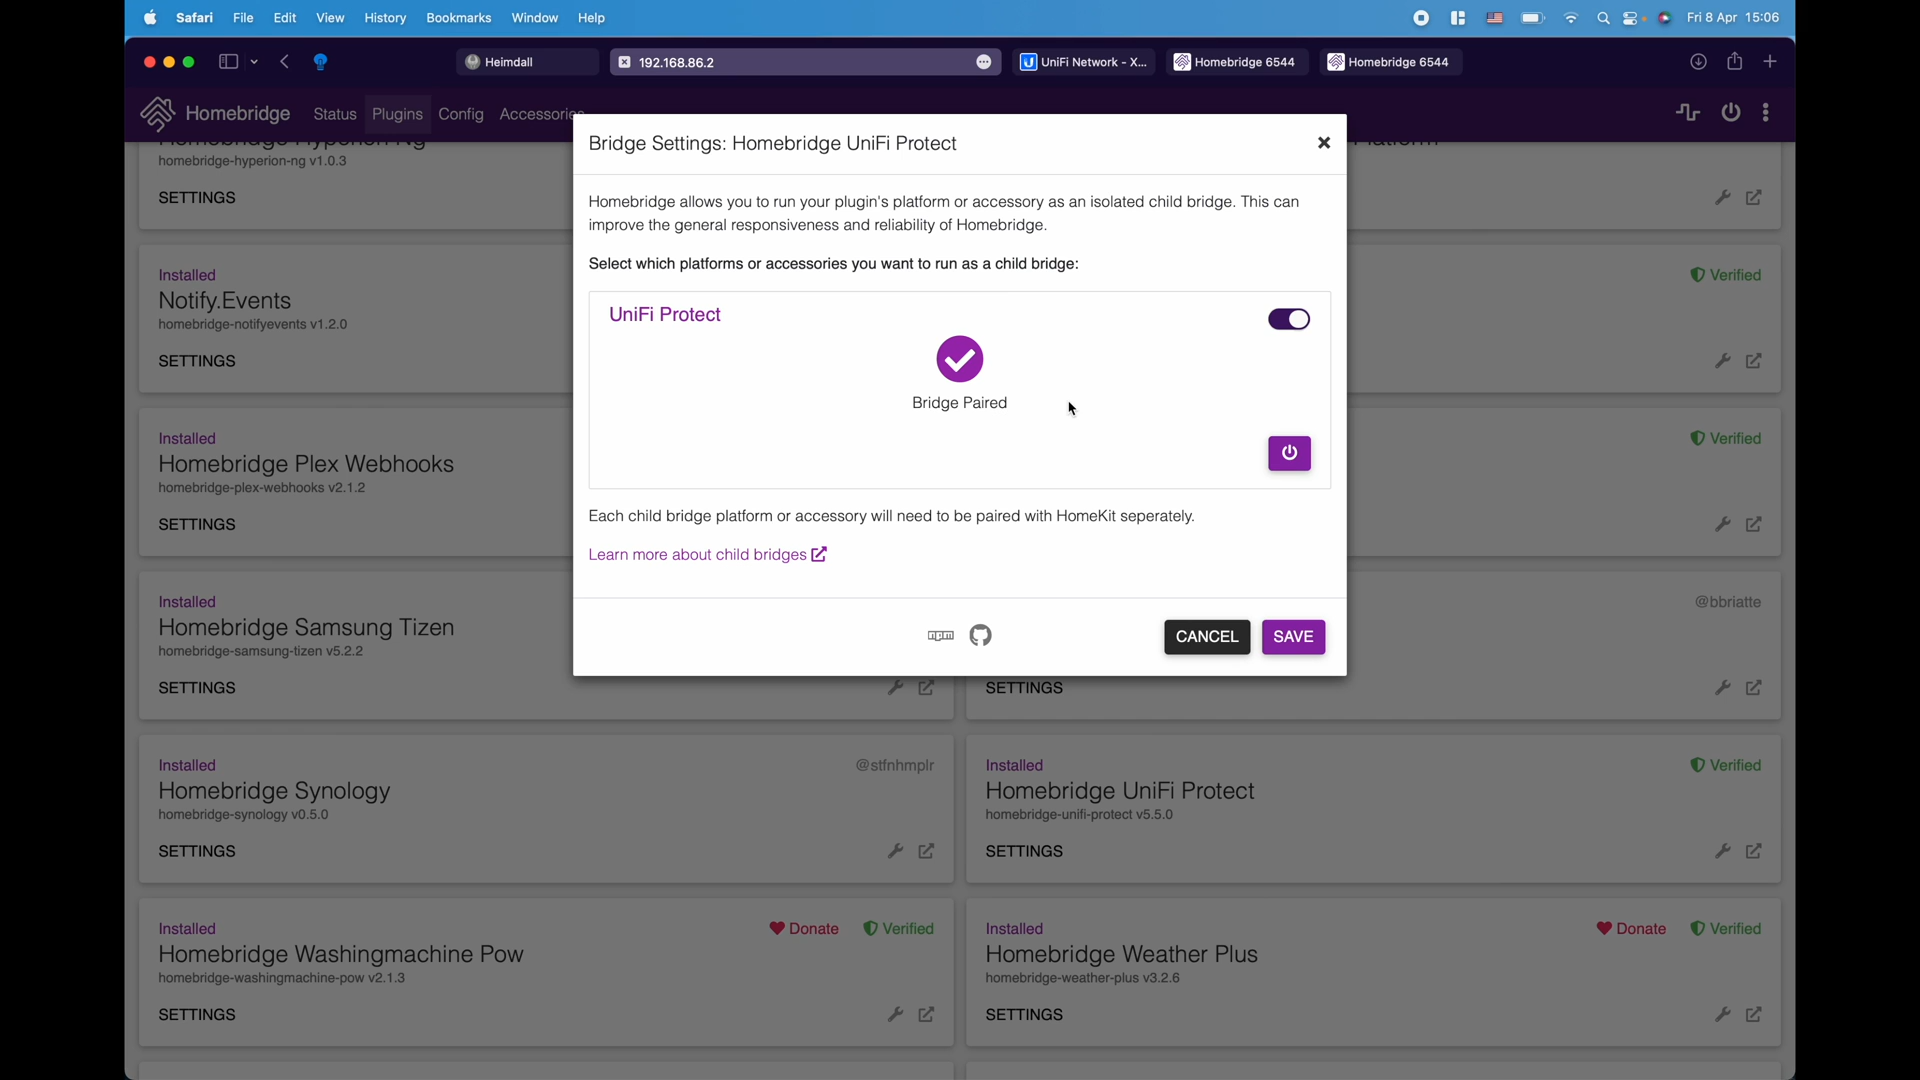 Safari File Edit View History Bookmarks Window Help Fri 8 Apr 15:06
Heimdall 192.168.86.2 UniFi Network - X... Homebridge 6544 Homebridge 6544
Homebridge Status Plugins Config Accessories
homebridge-hyperion-ng v1.0.3
SETTINGS
Installed
Notify.Events
homebridge-notifyevents v1.2.0
SETTINGS
Verified
Installed
Homebridge Plex Webhooks
homebridge-plex-webhooks v2.1.2
SETTINGS
Verified
Bridge Settings: Homebridge UniFi Protect
Homebridge allows you to run your plugin's platform or accessory as an isolated child bridge. This can
improve the general responsiveness and reliability of Homebridge.
Select which platforms or accessories you want to run as a child bridge:
UniFi Protect
Bridge Paired
Each child bridge platform or accessory will need to be paired with HomeKit seperately.
Learn more about child bridges
npm
CANCEL SAVE
Installed
Homebridge Samsung Tizen
homebridge-samsung-tizen v5.2.2
SETTINGS
@bbriatte
SETTINGS
Installed @stfnhmplr
Homebridge Synology
homebridge-synology v0.5.0
SETTINGS
Installed Verified
Homebridge UniFi Protect
homebridge-unifi-protect v5.5.0
SETTINGS
Installed Donate Verified
Homebridge Washingmachine Pow
homebridge-washingmachine-pow v2.1.3
SETTINGS
Installed Donate Verified
Homebridge Weather Plus
homebridge-weather-plus v3.2.6
SETTINGS